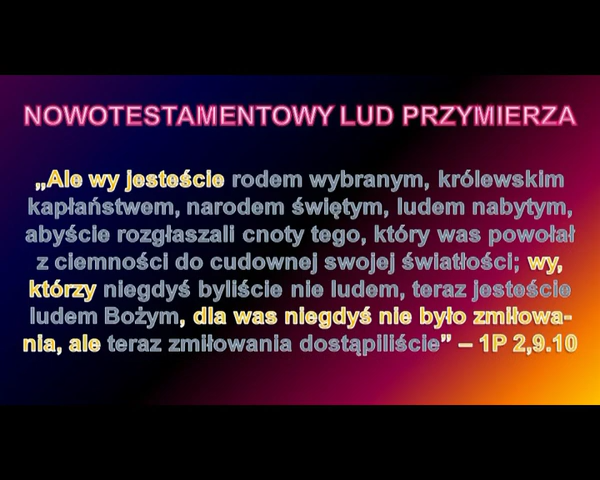 NOWOTESTAMENTOWY LUD PRZYMIERZA
„Ale wy jesteście rodem wybranym, królewskim
kapłaństwem, narodem świętym, ludem nabytym,
abyście rozgłaszali cnoty tego, który was powołał
z ciemności do cudownej swojej światłości; wy,
którzy niegdyś byliście nie ludem, teraz jesteście
ludem Bożym, dla was niegdyś nie było zmiłowa-
nia, ale teraz zmiłowania dostąpiliście” – 1P 2,9.10